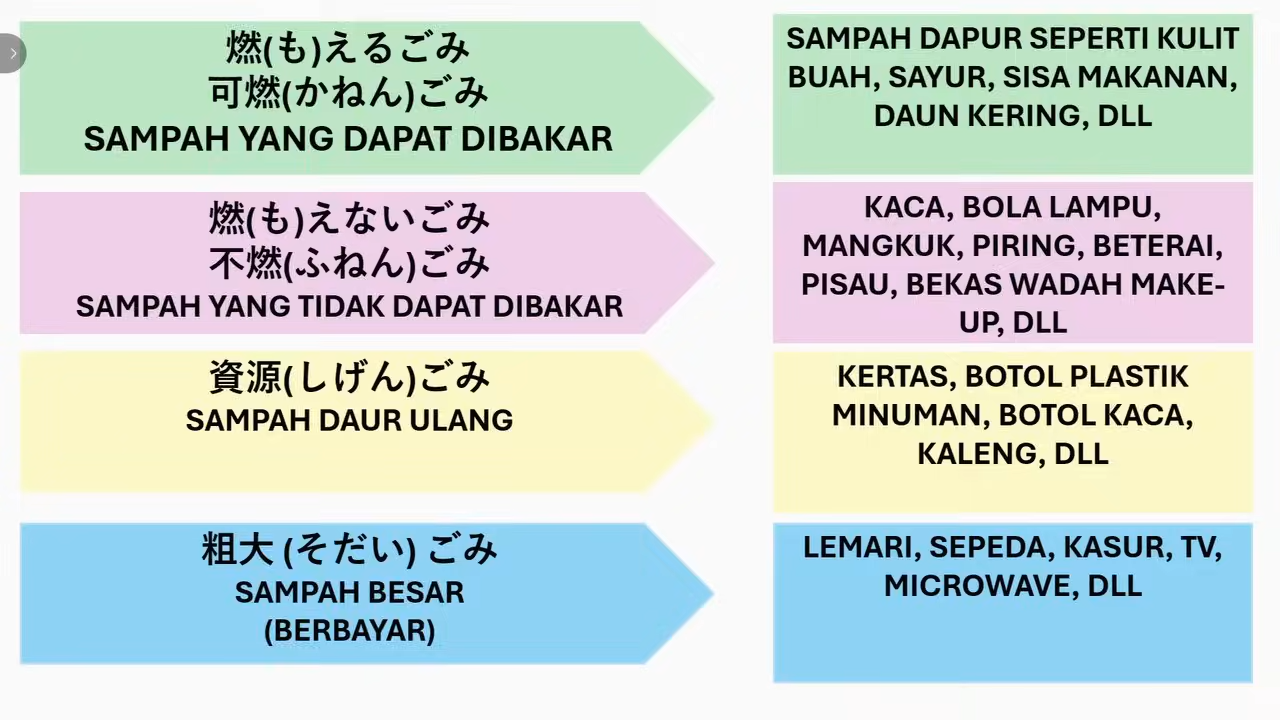 燃(も)えるごみ
可燃(かねん)ごみ
SAMPAH YANG DAPAT DIBAKAR
SAMPAH DAPUR SEPERTI KULIT
BUAH, SAYUR, SISA MAKANAN,
DAUN KERING, DLL
燃(も)えないごみ
不燃(ふねん)ごみ
SAMPAH YANG TIDAK DAPAT DIBAKAR
KACA, BOLA LAMPU,
MANGKUK, PIRING, BETERAI,
PISAU, BEKAS WADAH MAKE-
UP, DLL
資源(しげん)ごみ
SAMPAH DAUR ULANG
KERTAS, BOTOL PLASTIK
MINUMAN, BOTOL KACA,
KALENG, DLL
粗大 (そだい) ごみ
SAMPAH BESAR
(BERBAYAR)
LEMARI, SEPEDA, KASUR, TV,
MICROWAVE, DLL